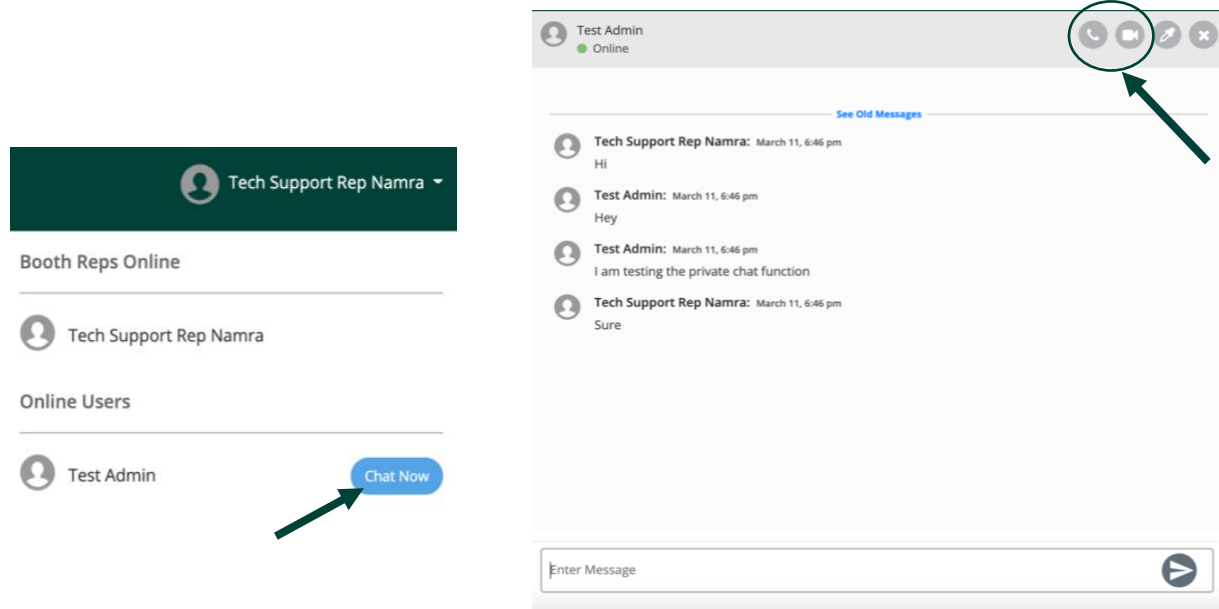 Tech Support Rep Namra
Booth Reps Online
Tech Support Rep Namra
Online Users
Test Admin
Chat Now
Test Admin
Online
See Old Messages
Tech Support Rep Namra: March 11, 6:46 pm
Hi
Test Admin: March 11, 6:46 pm
Hey
Test Admin: March 11, 6:46 pm
I am testing the private chat function
Tech Support Rep Namra: March 11, 6:46 pm
Sure
Enter Message